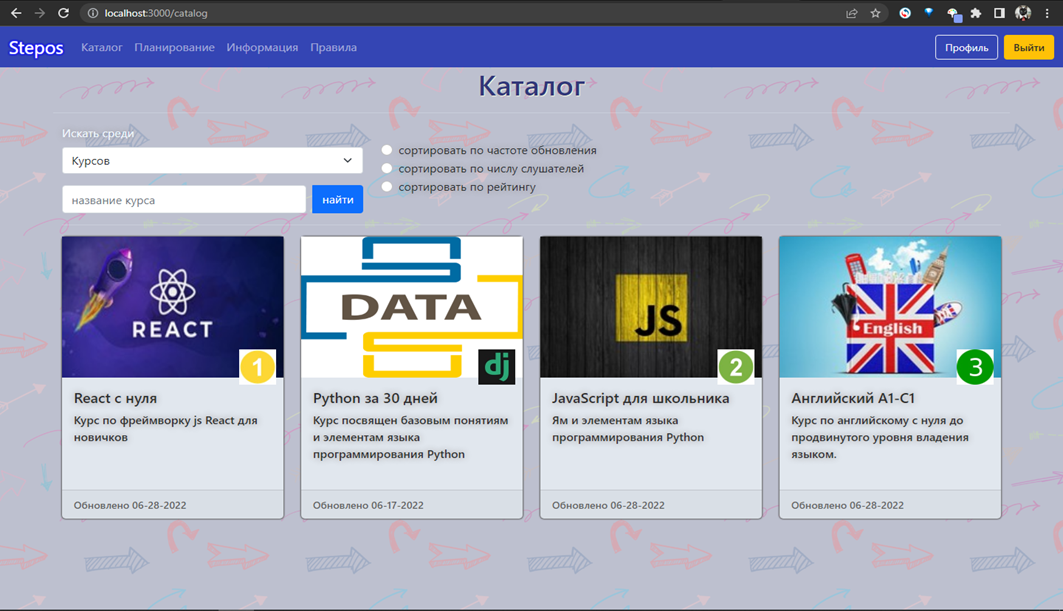 localhost:3000/catalog
Stepos Каталог Планирование Информация Правила Профиль Выйти
Каталог
Искать среди
Курсов
название курса найти
сортировать по частоте обновления
сортировать по числу слушателей
сортировать по рейтингу
REACT
1
React с нуля
Курс по фреймворку js React для
новичков
Обновлено 06-28-2022
DATA
dj
Python за 30 дней
Курс посвящен базовым понятиям
и элементам языка
программирования Python
Обновлено 06-17-2022
JS
2
JavaScript для школьника
Ям и элементам языка
программирования Python
Обновлено 06-28-2022
English
3
Английский A1-C1
Курс по английскому с нуля до
продвинутого уровня владения
языком.
Обновлено 06-28-2022